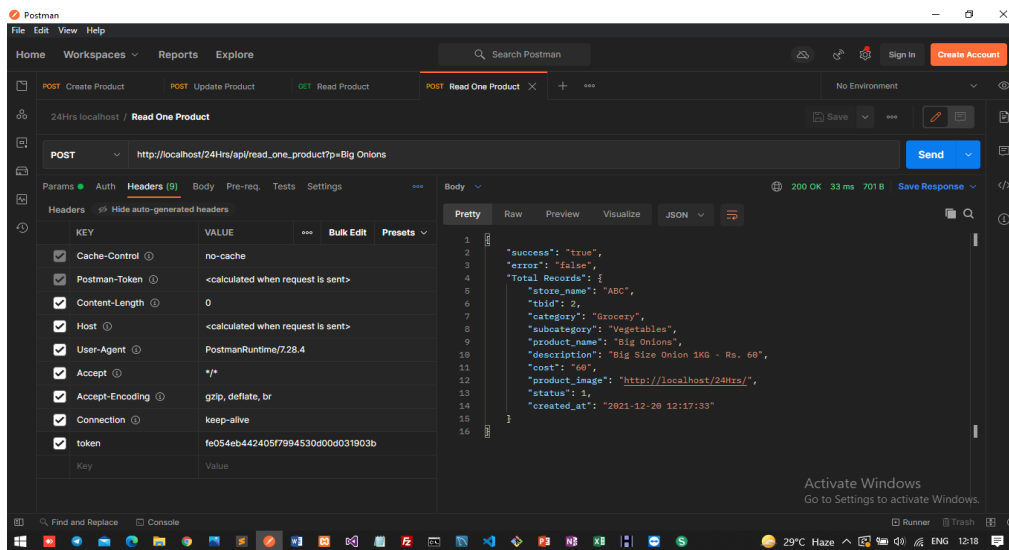 Postman
File Edit View Help
Home Workspaces Reports Explore Search Postman Sign In Create Account
POST Create Product POST Update Product GET Read Product POST Read One Product No Environment
24Hrs localhost / Read One Product Save
POST http://localhost/24Hrs/api/read_one_product?p=Big Onions Send
Params Auth Headers (9) Body Pre-req. Tests Settings
Body 200 OK 33 ms 701 B Save Response
Headers Hide auto-generated headers
Pretty Raw Preview Visualize JSON
KEY VALUE Bulk Edit Presets
Cache-Control no-cache
Postman-Token <calculated when request is sent>
Content-Length 0
Host <calculated when request is sent>
User-Agent PostmanRuntime/7.28.4
Accept */*
Accept-Encoding gzip, deflate, br
Connection keep-alive
token fe054eb442405f7994530d00d031903b
Key Value
1 {
2 "success": "true",
3 "error": "false",
4 "Total Records": {
5 "store_name": "ABC",
6 "tbid": 2,
7 "category": "Grocery",
8 "subcategory": "Vegetables",
9 "product_name": "Big Onions",
10 "description": "Big Size Onion 1KG - Rs. 60",
11 "cost": "60",
12 "product_image": "http://localhost/24Hrs/",
13 "status": 1,
14 "created_at": "2021-12-20 12:17:33"
15 }
16 }
Activate Windows
Go to Settings to activate Windows.
Find and Replace Console Runner Trash
29°C Haze ENG 12:18